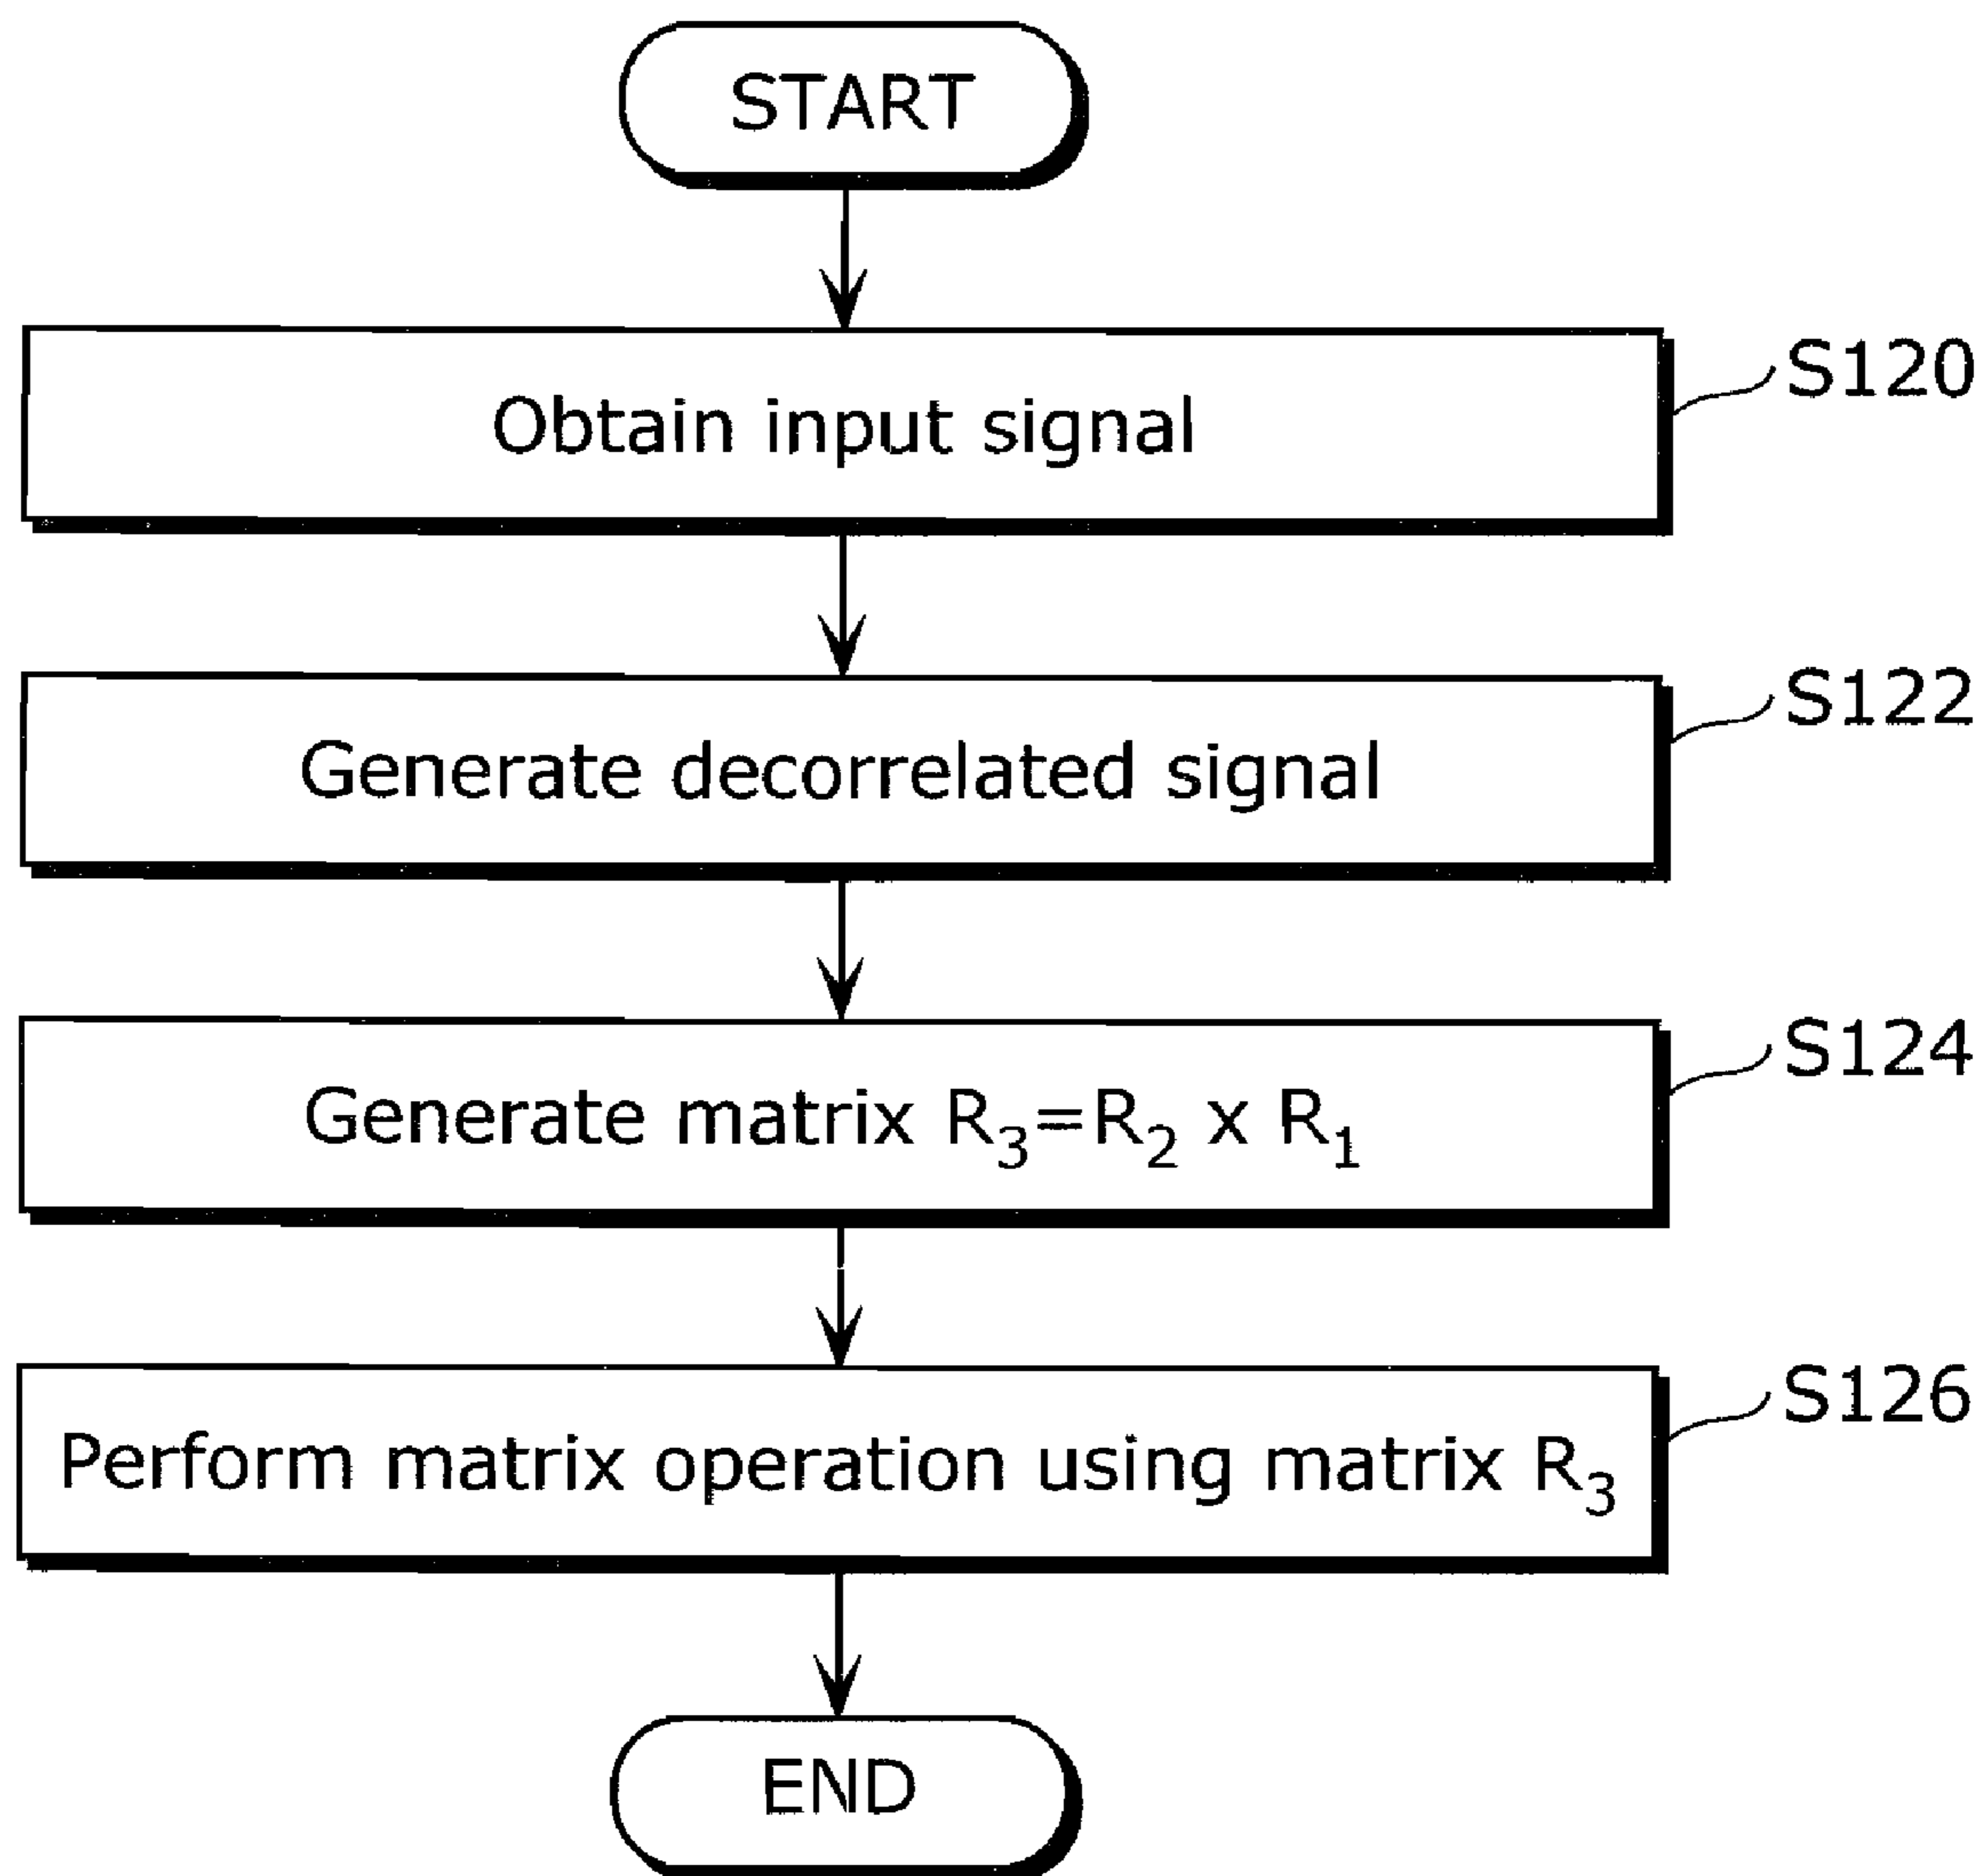 START
Obtain input signal
S120
Generate decorrelated signal
S122
Generate matrix R₃=R₂ x R₁
S124
Perform matrix operation using matrix R₃
S126
END